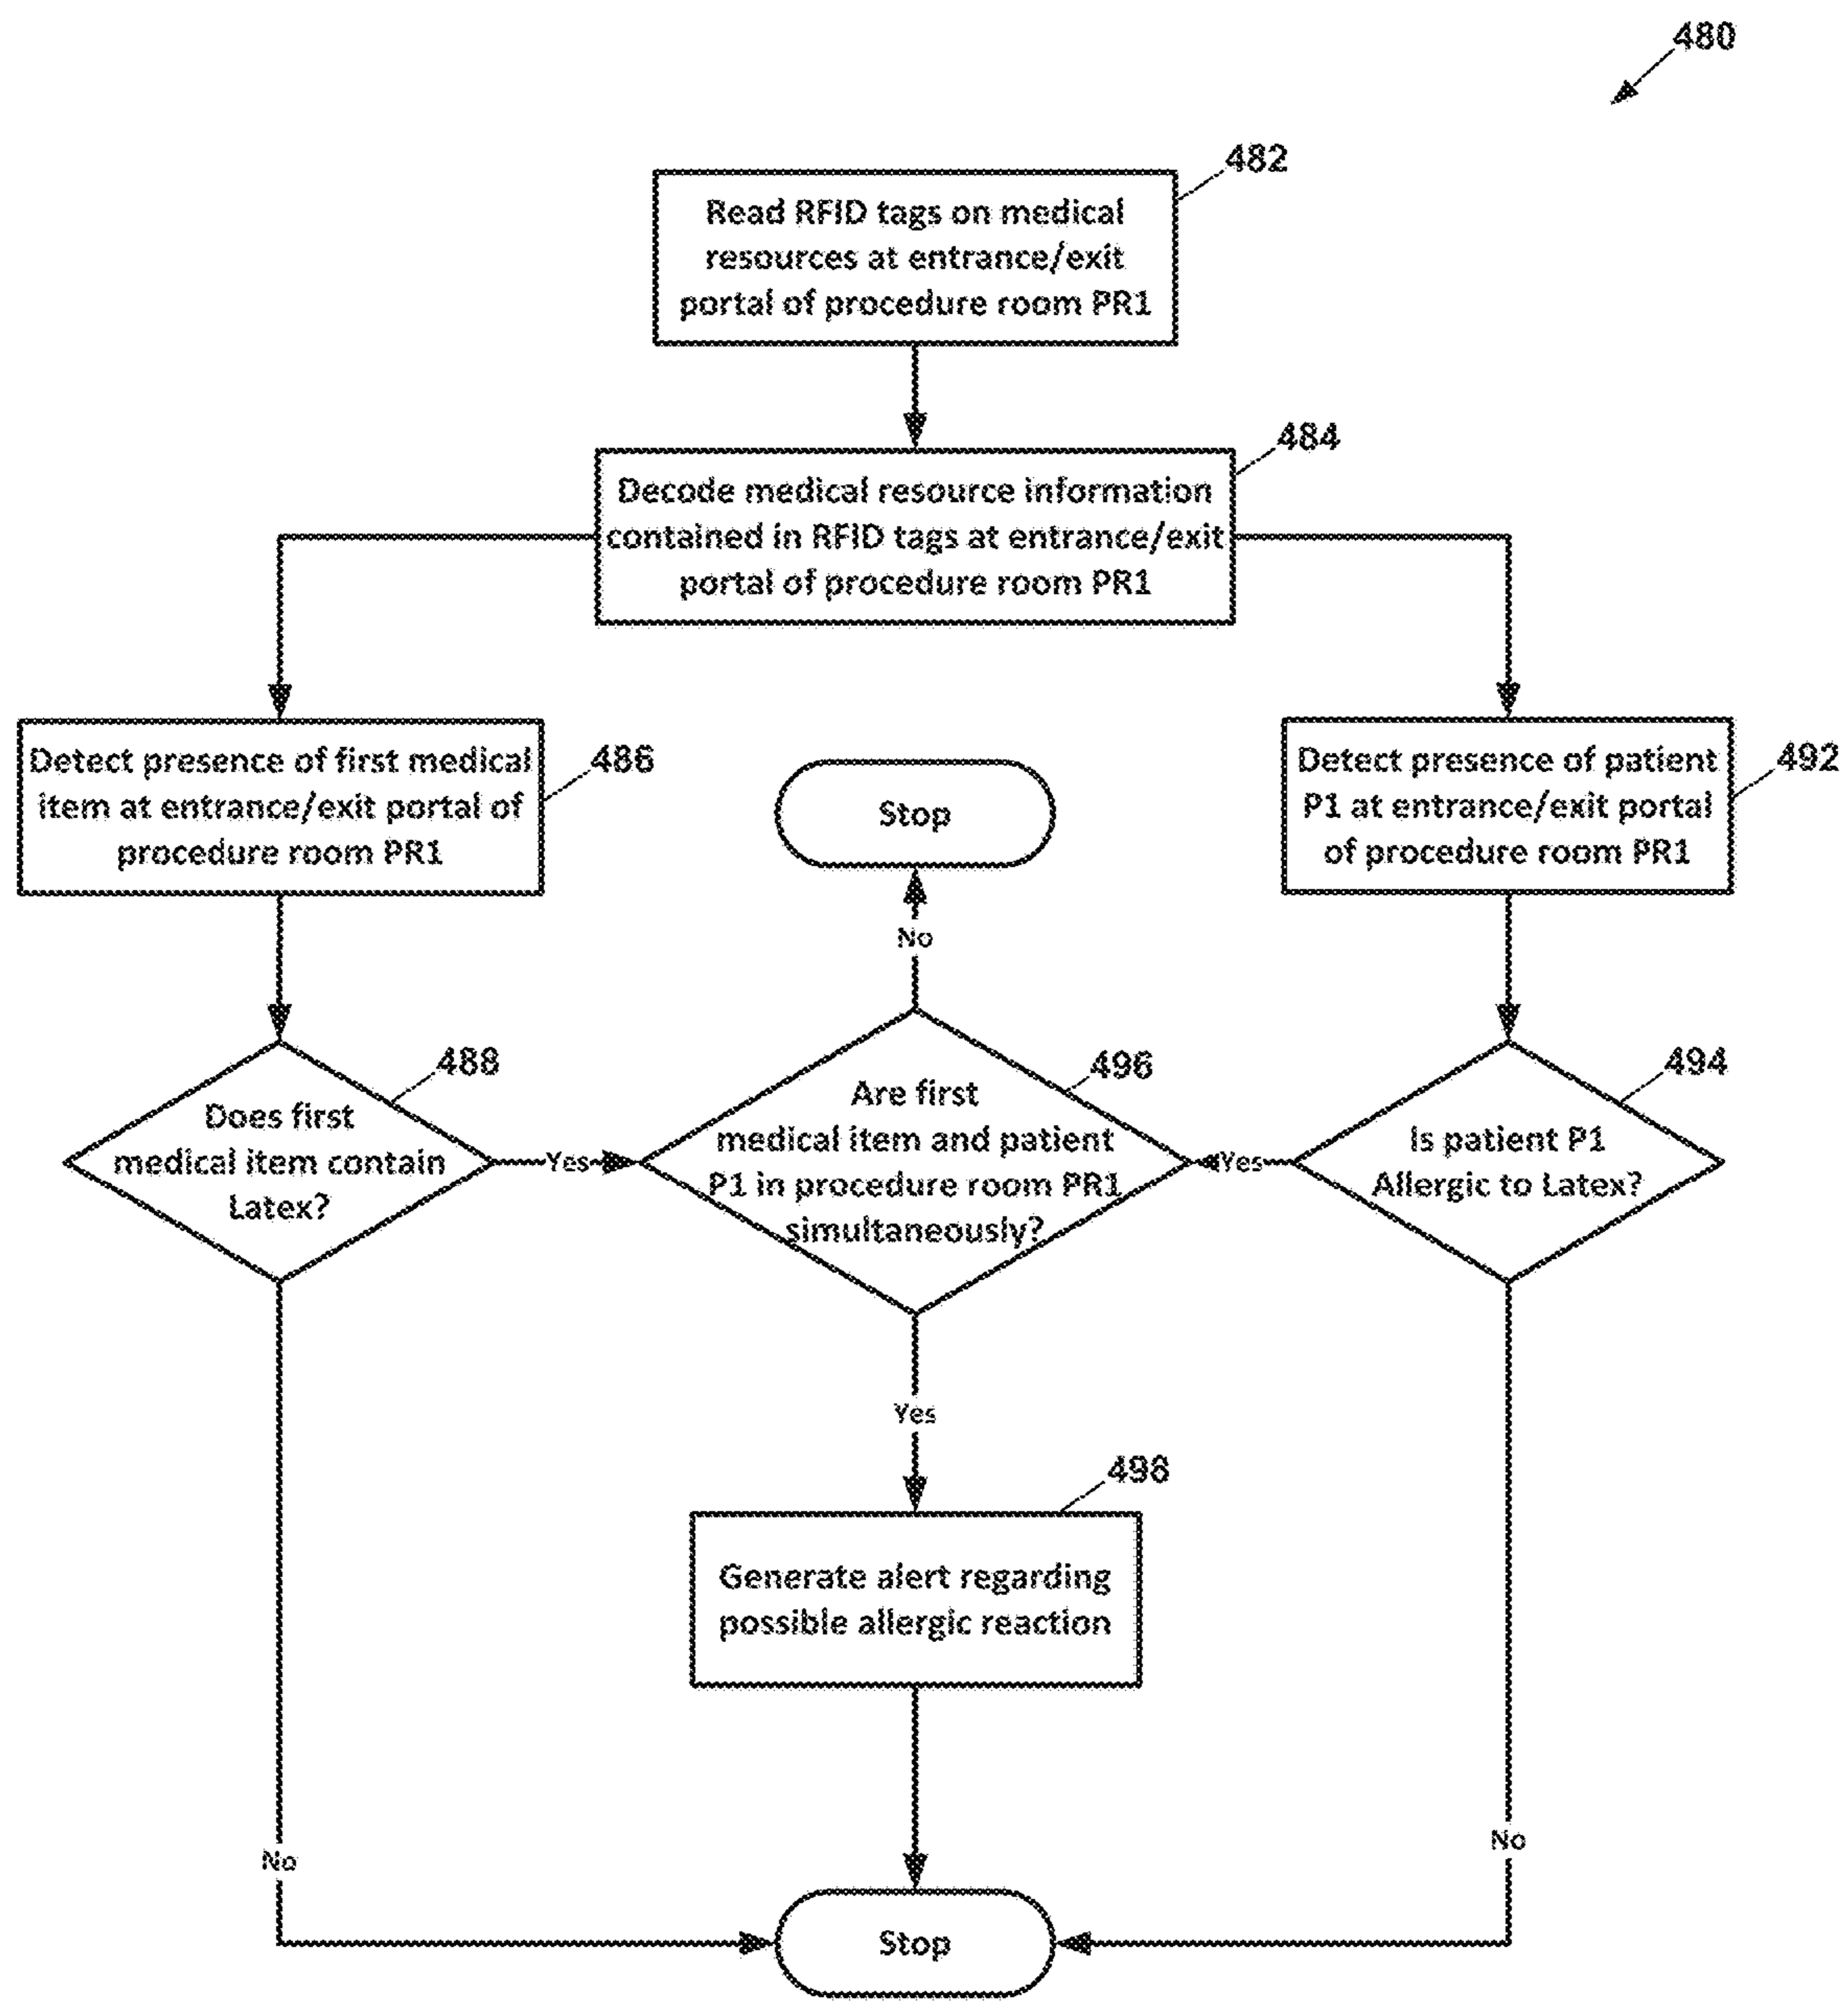 480
482
Read RFID tags on medical
resources at entrance/exit
portal of procedure room PR1
484
Decode medical resource information
contained in RFID tags at entrance/exit
portal of procedure room PR1
Detect presence of first medical
item at entrance/exit portal of
procedure room PR1
486
Stop
Detect presence of patient
P1 at entrance/exit portal
of procedure room PR1
492
No
488
Does first
medical item contain
Latex?
Yes
496
Are first
medical item and patient
P1 in procedure room PR1
simultaneously?
Yes
494
Is patient P1
Allergic to Latex?
Yes
498
Generate alert regarding
possible allergic reaction
No
No
Stop